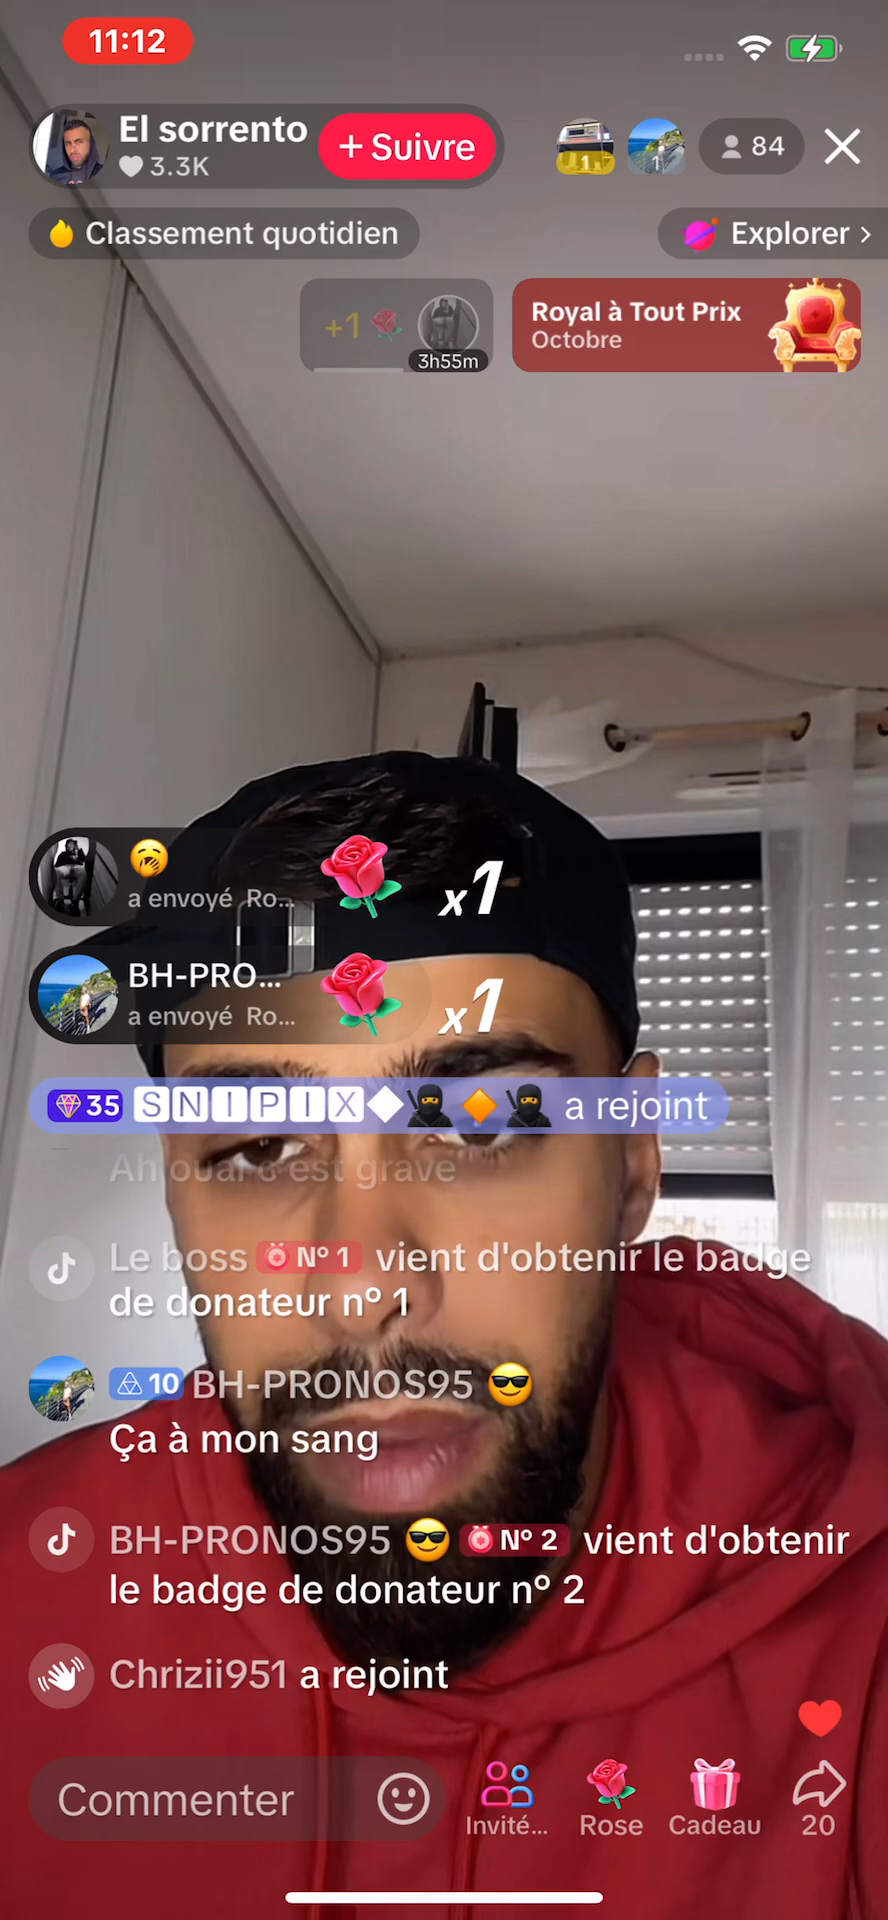 11:12
El sorrento
3.3K
+ Suivre
1
1
84
Classement quotidien
Explorer >
+1
3h55m
Royal à Tout Prix
Octobre
a envoyé Ro...
x1
BH-PRO...
a envoyé Ro...
x1
35 SNIPIX a rejoint
Ah ouai c est grave
Le boss N° 1 vient d'obtenir le badge
de donateur n° 1
10 BH-PRONOS95
Ça à mon sang
BH-PRONOS95 N° 2 vient d'obtenir
le badge de donateur n° 2
Chrizii951 a rejoint
Commenter
Invité...
Rose
Cadeau
20